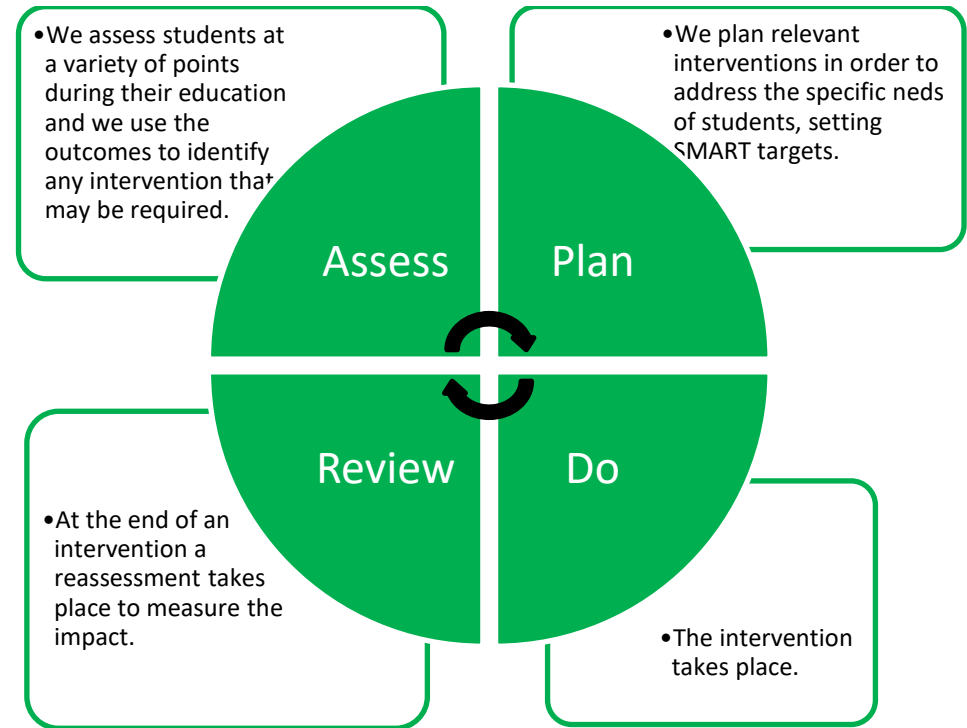 •We assess students at
a variety of points
during their education
and we use the
outcomes to identify
any intervention that
may be required.
•We plan relevant
interventions in order to
address the specific neds
of students, setting
SMART targets.
Assess
Plan
Review
Do
•At the end of an
intervention a
reassessment takes
place to measure the
impact.
•The intervention
takes place.